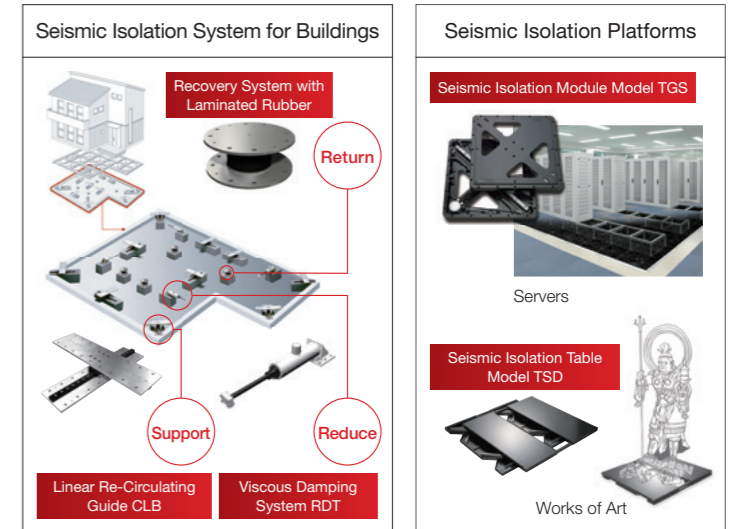 Seismic Isolation System for Buildings
Recovery System with
Laminated Rubber
Return
Support
Reduce
Linear Re-Circulating
Guide CLB
Viscous Damping
System RDT
Seismic Isolation Platforms
Seismic Isolation Module Model TGS
Servers
Seismic Isolation Table
Model TSD
Works of Art